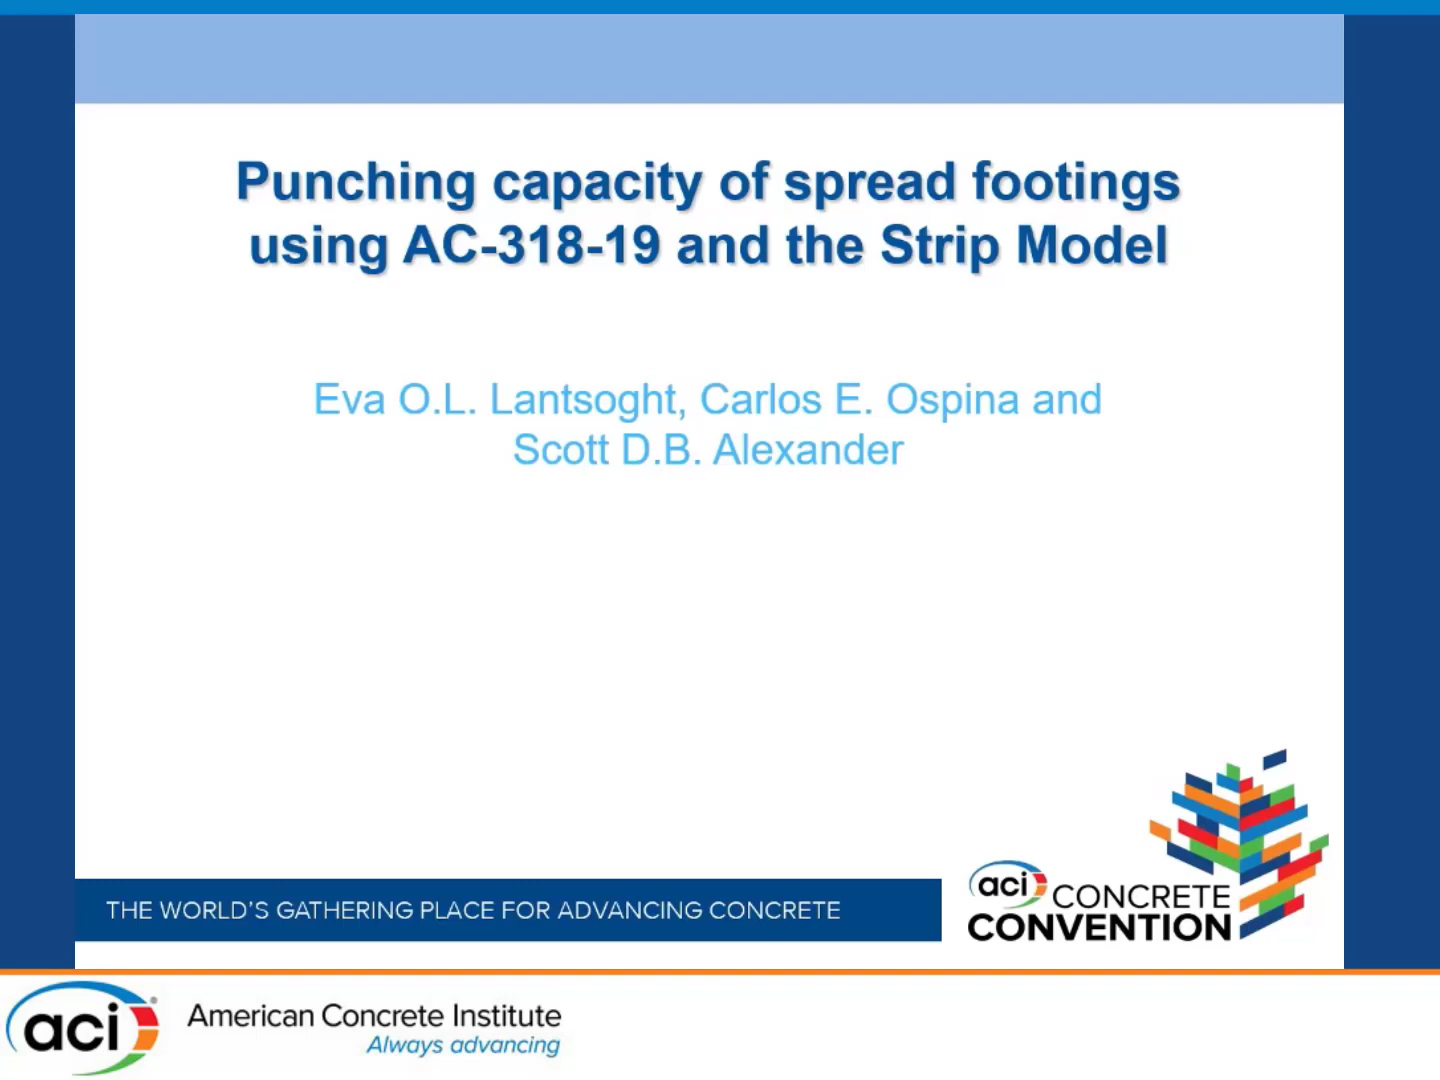 Punching capacity of spread footings
using AC-318-19 and the Strip Model
Eva O.L. Lantsoght, Carlos E. Ospina and
Scott D.B. Alexander
THE WORLD'S GATHERING PLACE FOR ADVANCING CONCRETE
aci CONCRETE
CONVENTION
aci® American Concrete Institute
Always advancing